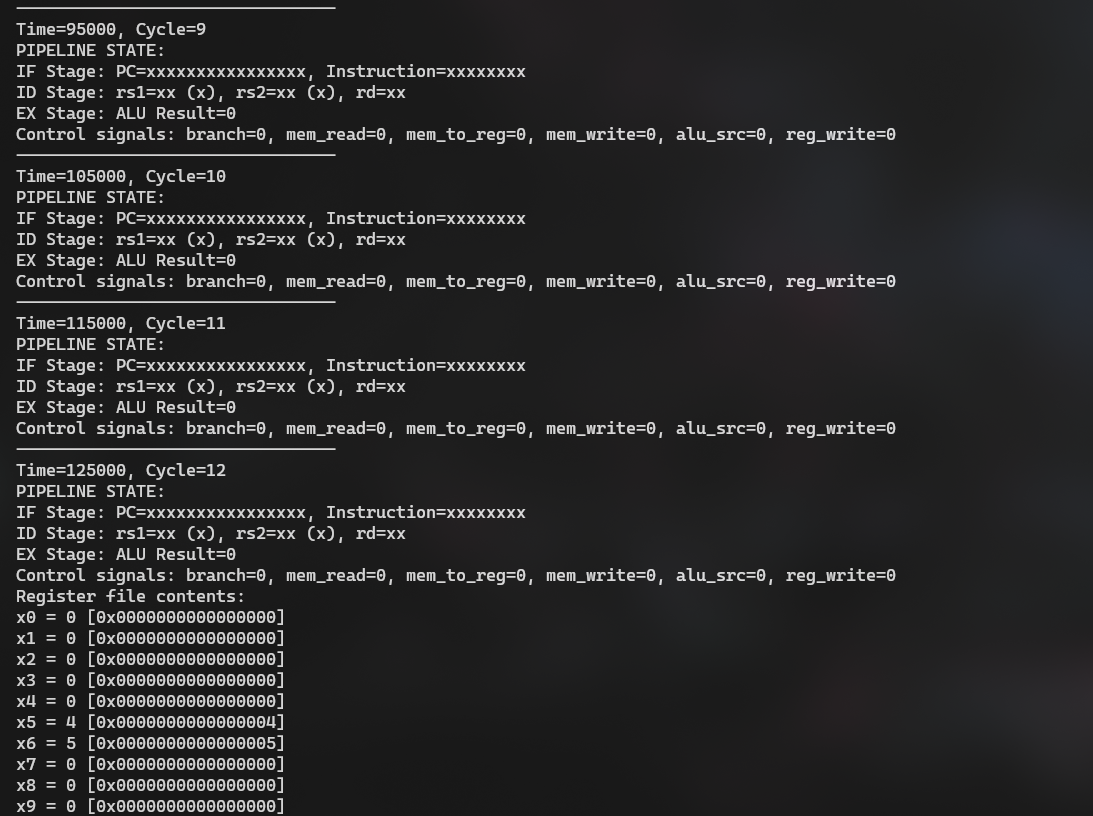 Time=95000, Cycle=9
PIPELINE STATE:
IF Stage: PC=xxxxxxxxxxxxxxxx, Instruction=xxxxxxxx
ID Stage: rs1=xx (x), rs2=xx (x), rd=xx
EX Stage: ALU Result=0
Control signals: branch=0, mem_read=0, mem_to_reg=0, mem_write=0, alu_src=0, reg_write=0
Time=105000, Cycle=10
PIPELINE STATE:
IF Stage: PC=xxxxxxxxxxxxxxxx, Instruction=xxxxxxxx
ID Stage: rs1=xx (x), rs2=xx (x), rd=xx
EX Stage: ALU Result=0
Control signals: branch=0, mem_read=0, mem_to_reg=0, mem_write=0, alu_src=0, reg_write=0
Time=115000, Cycle=11
PIPELINE STATE:
IF Stage: PC=xxxxxxxxxxxxxxxx, Instruction=xxxxxxxx
ID Stage: rs1=xx (x), rs2=xx (x), rd=xx
EX Stage: ALU Result=0
Control signals: branch=0, mem_read=0, mem_to_reg=0, mem_write=0, alu_src=0, reg_write=0
Time=125000, Cycle=12
PIPELINE STATE:
IF Stage: PC=xxxxxxxxxxxxxxxx, Instruction=xxxxxxxx
ID Stage: rs1=xx (x), rs2=xx (x), rd=xx
EX Stage: ALU Result=0
Control signals: branch=0, mem_read=0, mem_to_reg=0, mem_write=0, alu_src=0, reg_write=0
Register file contents:
x0 = 0 [0x0000000000000000]
x1 = 0 [0x0000000000000000]
x2 = 0 [0x0000000000000000]
x3 = 0 [0x0000000000000000]
x4 = 0 [0x0000000000000000]
x5 = 4 [0x0000000000000004]
x6 = 5 [0x0000000000000005]
x7 = 0 [0x0000000000000000]
x8 = 0 [0x0000000000000000]
x9 = 0 [0x0000000000000000]